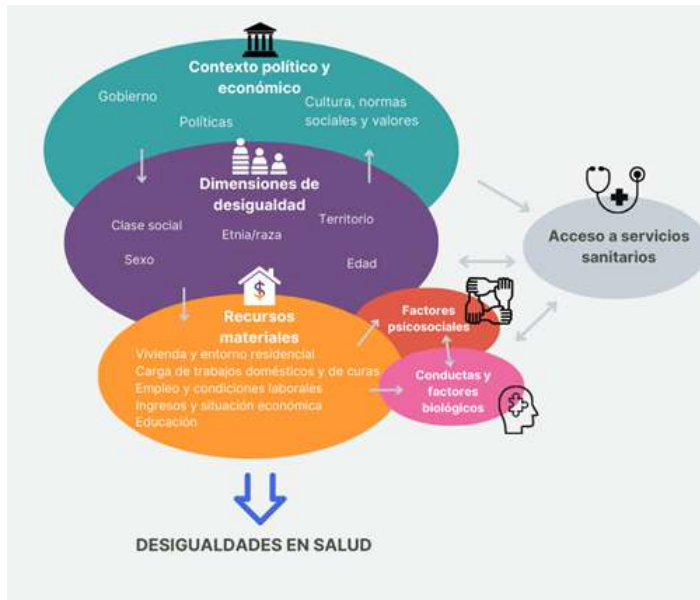 Contexto político y
económico
Gobierno
Políticas
Cultura, normas
sociales y valores
Dimensiones de
desigualdad
Clase social
Etnia/raza
Territorio
Sexo
Edad
Acceso a servicios
sanitarios
$
Recursos
materiales
Vivienda y entorno residencial
Carga de trabajos domésticos y de curas
Empleo y condiciones laborales
Ingresos y situación económica
Educación
Factores
psicosociales
Conductas y
factores
biológicos
DESIGUALDADES EN SALUD